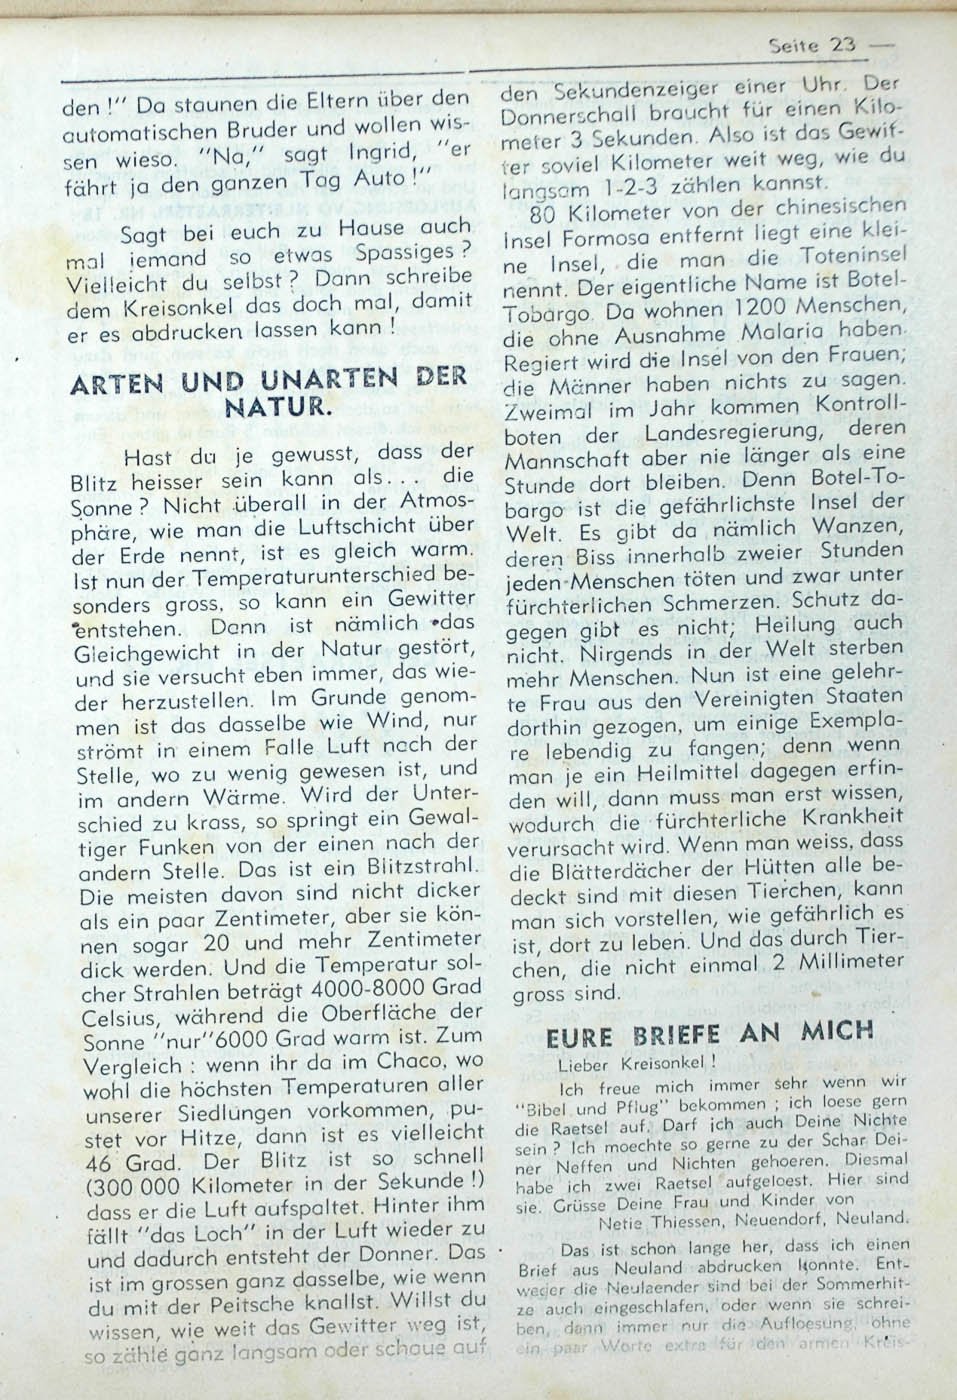 Seite 23 —
den!" Da staunen die Eltern über den
automatischen Bruder und wollen wis-
sen wieso. "Na," sagt Ingrid, "er
fährt ja den ganzen Tag Auto!"
Sagt bei euch zu Hause auch
mal jemand so etwas Spassiges?
Vielleicht du selbst? Dann schreibe
dem Kreisonkel das doch mal, damit
er es abdrucken lassen kann!
ARTEN UND UNARTEN DER
NATUR.
Hast du je gewusst, dass der
Blitz heisser sein kann als... die
Sonne? Nicht überall in der Atmos-
phäre, wie man die Luftschicht über
der Erde nennt, ist es gleich warm.
Ist nun der Temperaturunterschied be-
sonders gross, so kann ein Gewitter
entstehen. Dann ist nämlich das
Gleichgewicht in der Natur gestört,
und sie versucht eben immer, das wie-
der herzustellen. Im Grunde genom-
men ist das dasselbe wie Wind, nur
strömt in einem Falle Luft nach der
Stelle, wo zu wenig gewesen ist, und
im andern Wärme. Wird der Unter-
schied zu krass, so springt ein Gewal-
tiger Funken von der einen nach der
andern Stelle. Das ist ein Blitzstrahl.
Die meisten davon sind nicht dicker
als ein paar Zentimeter, aber sie kön-
nen sogar 20 und mehr Zentimeter
dick werden. Und die Temperatur sol-
cher Strahlen beträgt 4000-8000 Grad
Celsius, während die Oberfläche der
Sonne "nur"6000 Grad warm ist. Zum
Vergleich : wenn ihr da im Chaco, wo
wohl die höchsten Temperaturen aller
unserer Siedlungen vorkommen, pu-
stet vor Hitze, dann ist es vielleicht
46 Grad. Der Blitz ist so schnell
(300 000 Kilometer in der Sekunde!)
dass er die Luft aufspaltet. Hinter ihm
fällt "das Loch" in der Luft wieder zu
und dadurch entsteht der Donner. Das
ist im grossen ganz dasselbe, wie wenn
du mit der Peitsche knallst. Willst du
wissen, wie weit das Gewitter weg ist,
so zähle ganz langsam oder schaue auf
den Sekundenzeiger einer Uhr. Der
Donnerschall braucht für einen Kilo-
meter 3 Sekunden. Also ist das Gewit-
ter soviel Kilometer weit weg, wie du
langsam 1-2-3 zählen kannst.
80 Kilometer von der chinesischen
Insel Formosa entfernt liegt eine klei-
ne Insel, die man die Toteninsel
nennt. Der eigentliche Name ist Botel-
Tobargo. Da wohnen 1200 Menschen,
die ohne Ausnahme Malaria haben.
Regiert wird die Insel von den Frauen;
die Männer haben nichts zu sagen.
Zweimal im Jahr kommen Kontroll-
boten der Landesregierung, deren
Mannschaft aber nie länger als eine
Stunde dort bleiben. Denn Botel-To-
bargo ist die gefährlichste Insel der
Welt. Es gibt da nämlich Wanzen,
deren Biss innerhalb zweier Stunden
jeden Menschen töten und zwar unter
fürchterlichen Schmerzen. Schutz da-
gegen gibt es nicht; Heilung auch
nicht. Nirgends in der Welt sterben
mehr Menschen. Nun ist eine gelehr-
te Frau aus den Vereinigten Staaten
dorthin gezogen, um einige Exempla-
re lebendig zu fangen; denn wenn
man je ein Heilmittel dagegen erfin-
den will, dann muss man erst wissen,
wodurch die fürchterliche Krankheit
verursacht wird. Wenn man weiss, dass
die Blätterdächer der Hütten alle be-
deckt sind mit diesen Tierchen, kann
man sich vorstellen, wie gefährlich es
ist, dort zu leben. Und das durch Tier-
chen, die nicht einmal 2 Millimeter
gross sind.
EURE BRIEFE AN MICH
Lieber Kreisonkel!
Ich freue mich immer sehr wenn wir
"Bibel und Pflug" bekommen; ich loese gern
die Raetsel auf. Darf ich auch Deine Nichte
sein? Ich moechte so gerne zu der Schar Dei-
ner Neffen und Nichten gehoeren. Diesmal
habe ich zwei Raetsel aufgeloest. Hier sind
sie. Grüsse Deine Frau und Kinder von
Netie Thiessen, Neuendorf, Neuland.
Das ist schon lange her, dass ich einen
Brief aus Neuland abdrucken konnte. Ent-
weder die Neulaender sind bei der Sommerhit-
ze auch eingeschlafen, oder wenn sie schrei-
ben, dann immer nur die Aufloesung, ohne
ein paar Worte extra für den armen Kreis-